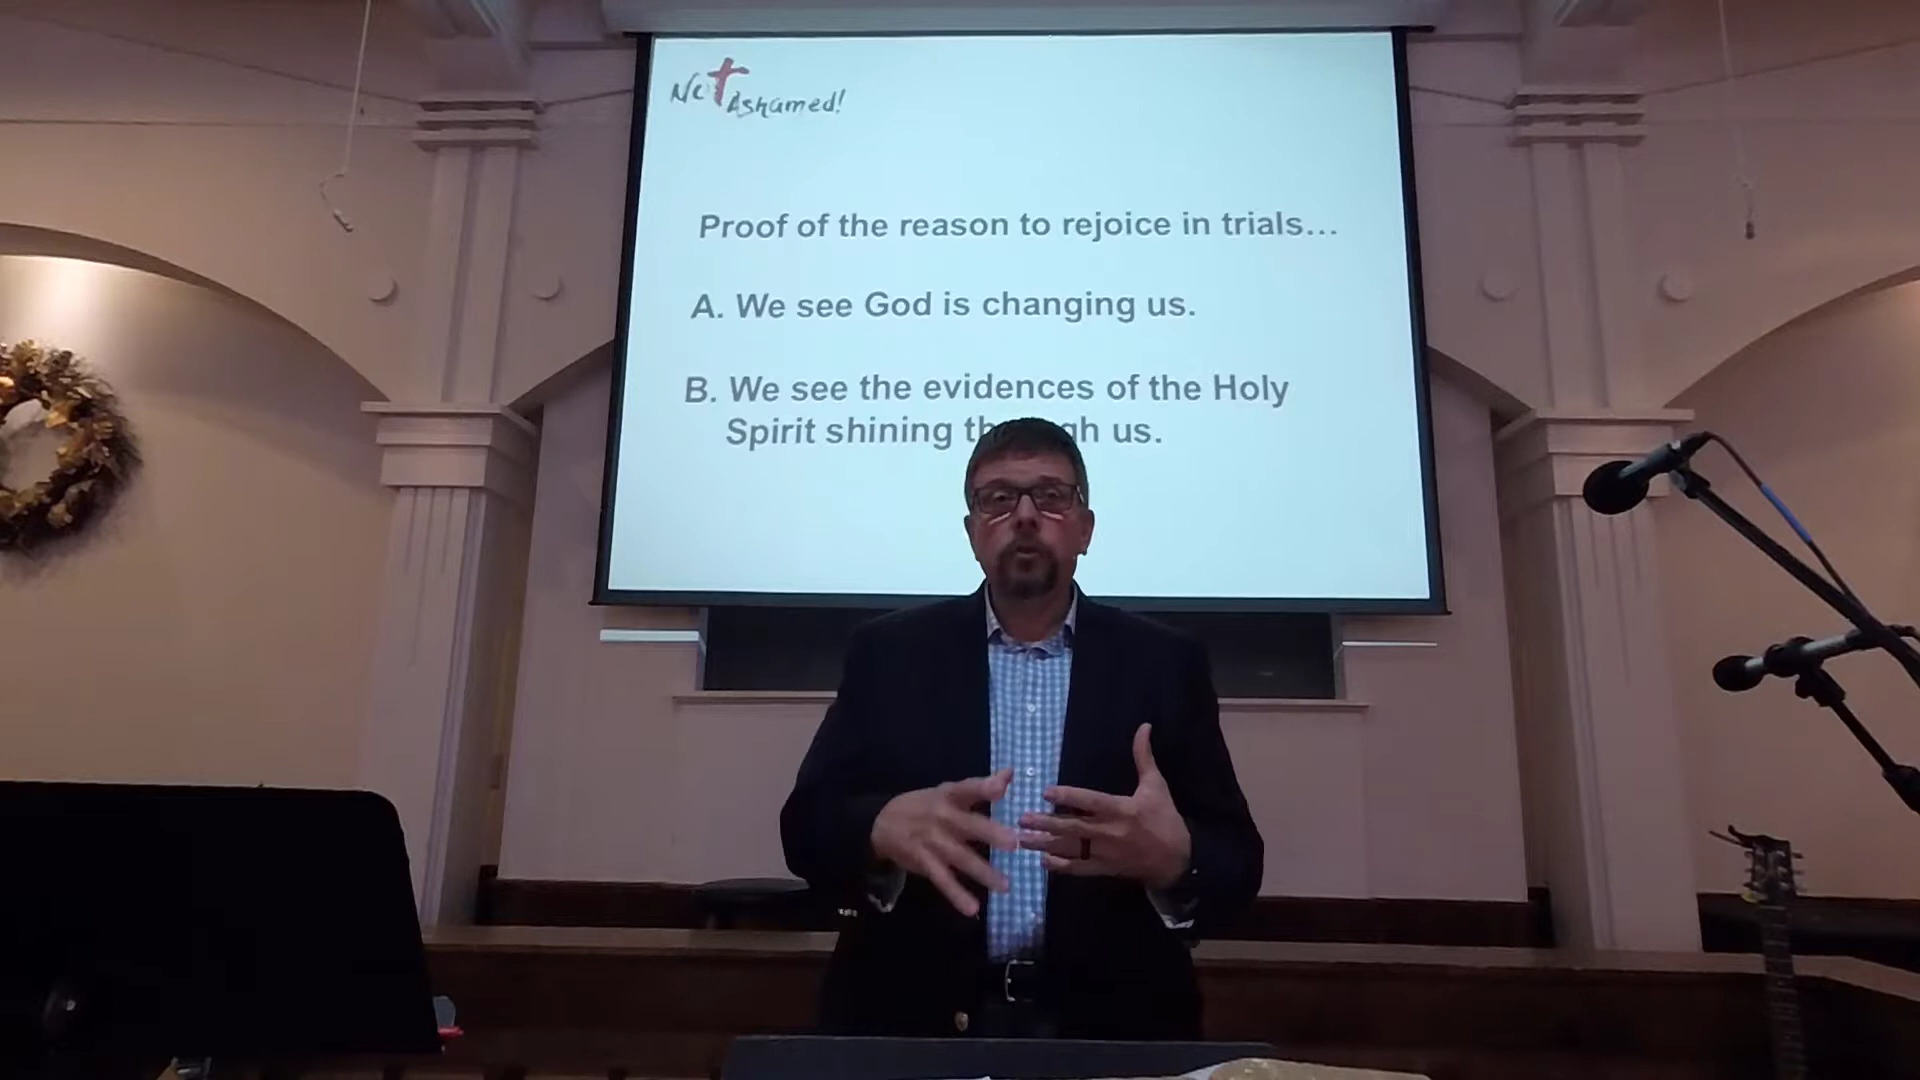 Not
Ashamed!
Proof of the reason to rejoice in trials...
A. We see God is changing us.
B. We see the evidences of the Holy
Spirit shining through us.